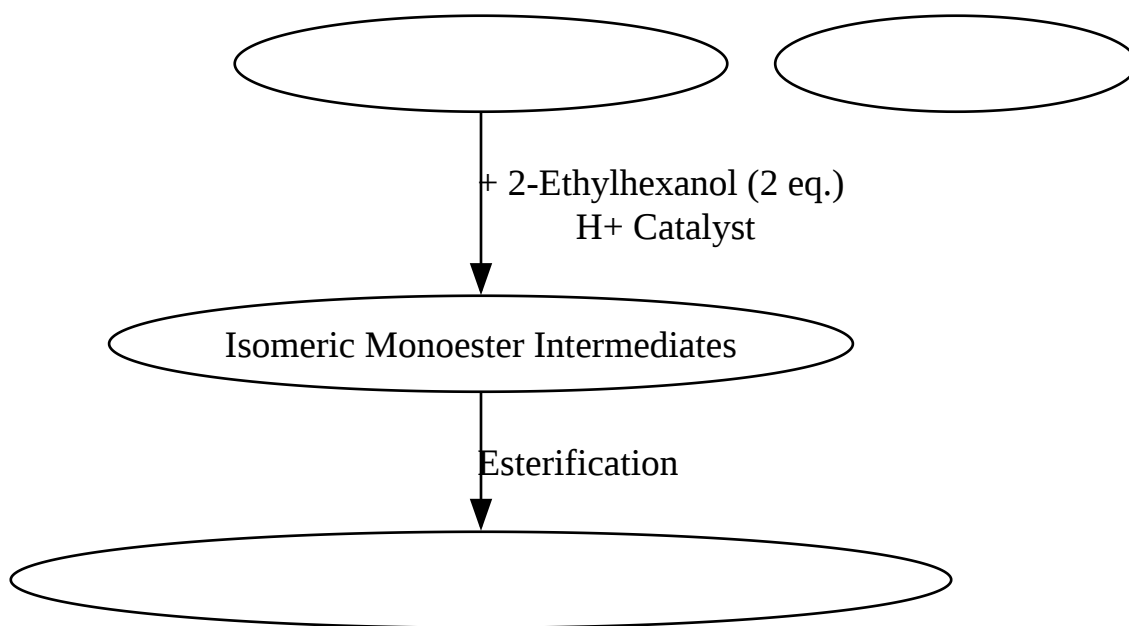 + 2-Ethylhexanol (2 eq.)
H+ Catalyst
Isomeric Monoester Intermediates
Esterification